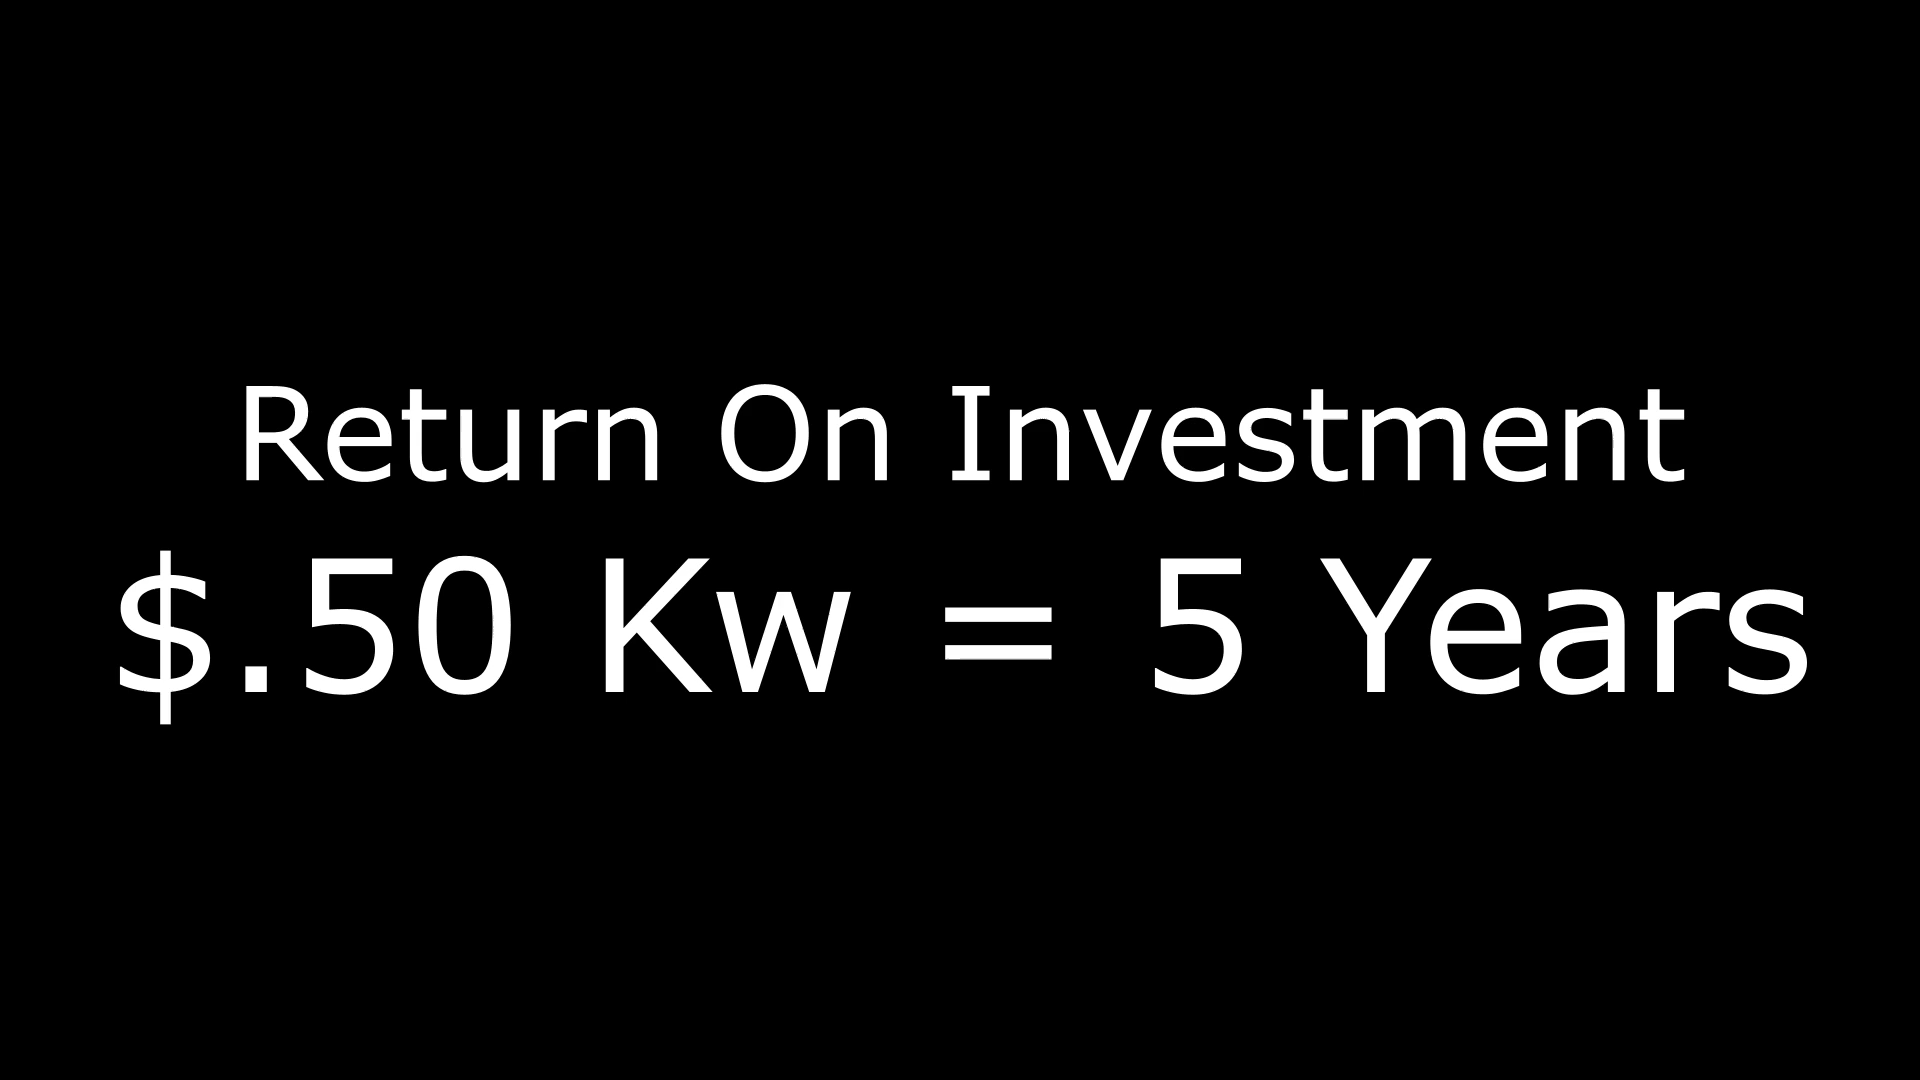 Return On Investment
$.50 Kw = 5 Years